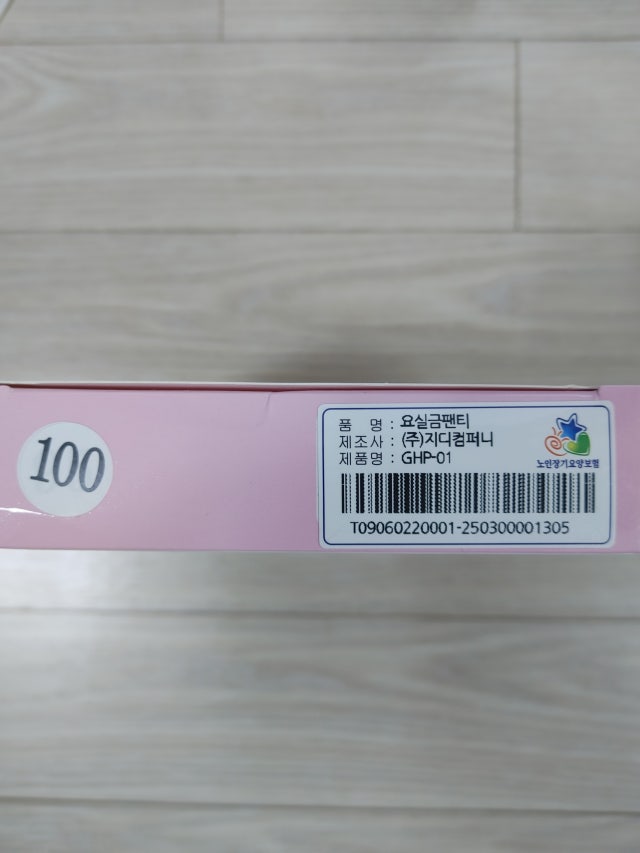 100
품 명 : 요실금팬티
제조사 : (주)지디컴퍼니
제품명 : GHP-01
노인장기요양보험
T09060220001-250300001305